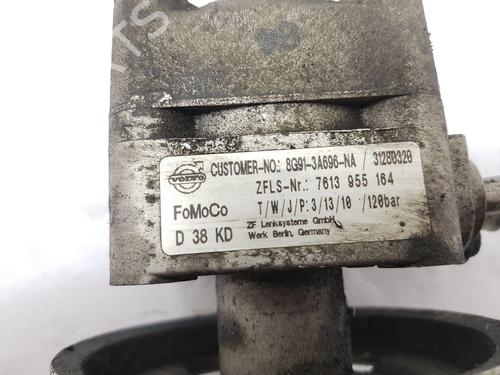 VOLVO
CUSTOMER-NO.: 8G91-3A696-NA / 31280320
ZFLS-Nr.: 7613 955 164
FoMoCo
T/W/J/P: 3/13/10 /120bar
D 38 KD
ZF Lenksysteme GmbH
Werk Berlin, Germany